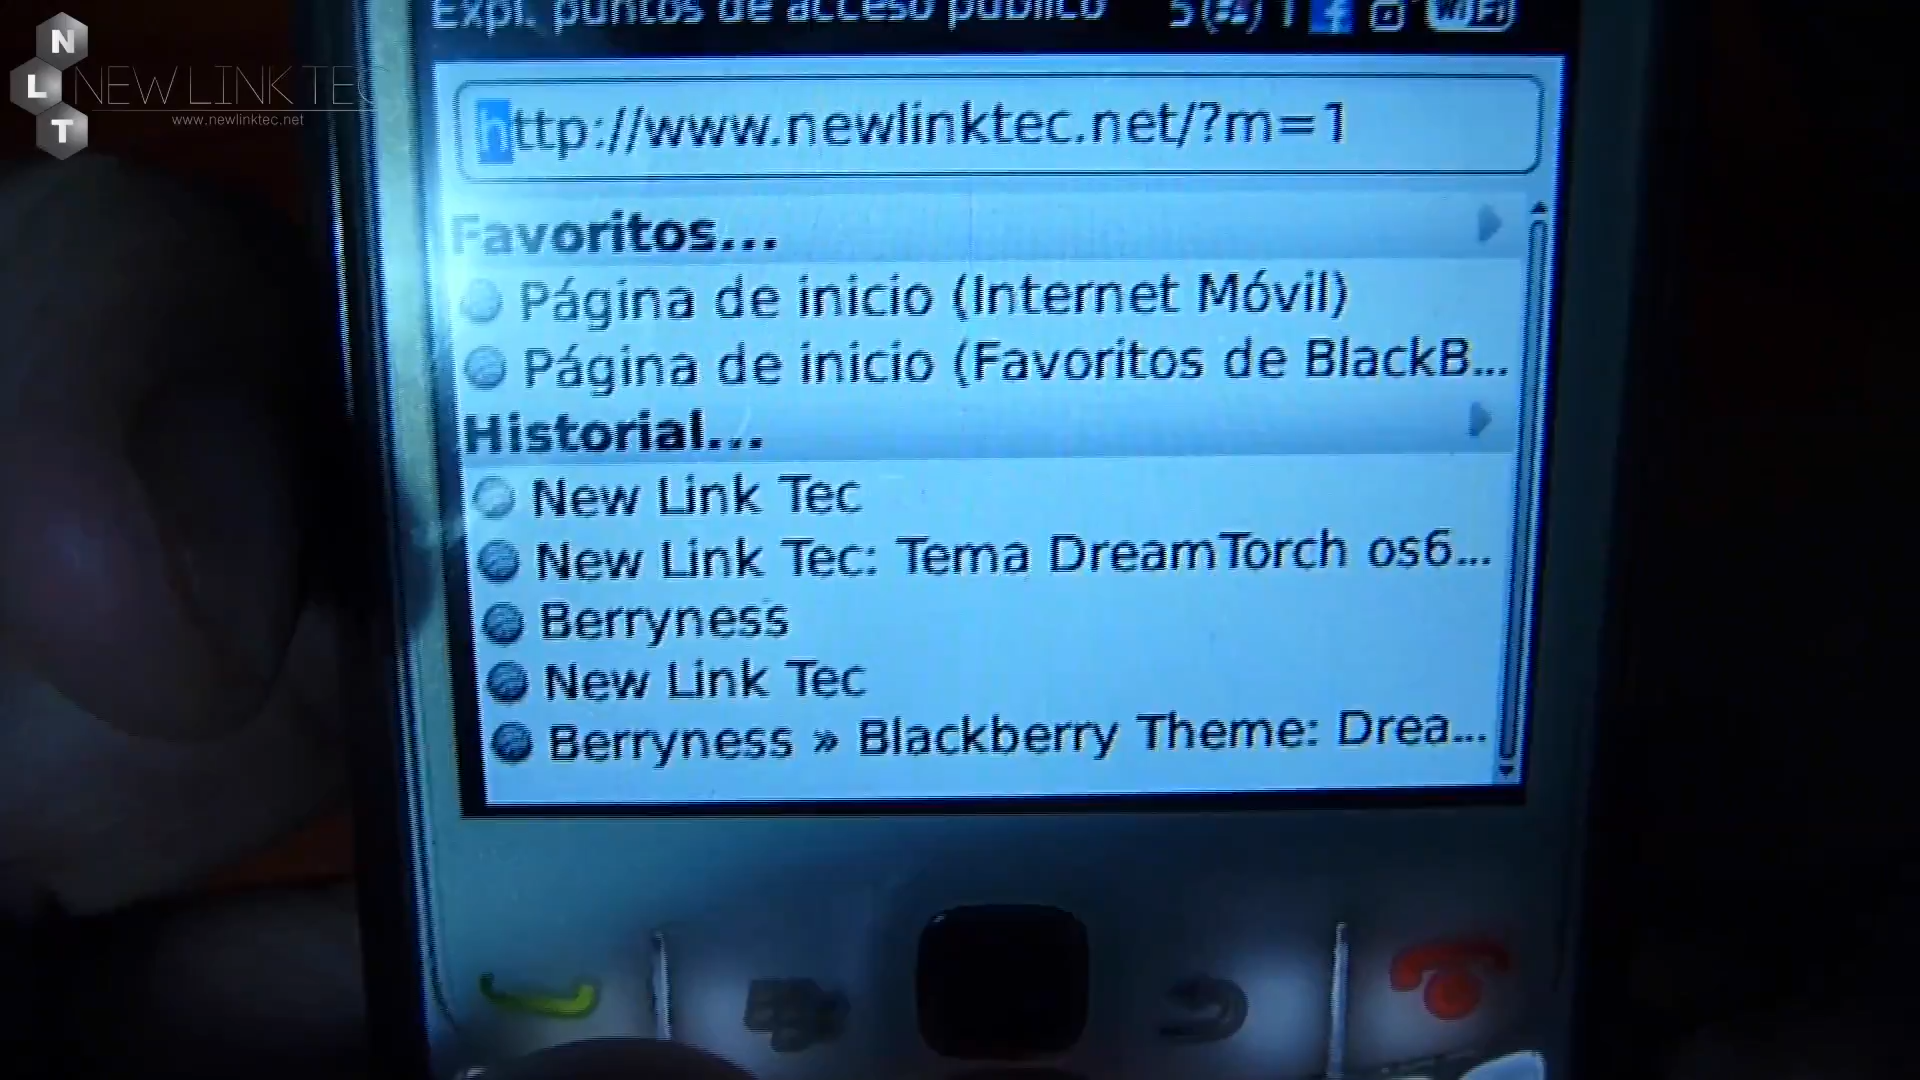 Expl. puntos de acceso público
N
L
T
NEW LINK TEC
www.newlinktec.net
http://www.newlinktec.net/?m=1
Favoritos...
Página de inicio (Internet Móvil)
Página de inicio (Favoritos de BlackB...
Historial...
New Link Tec
New Link Tec: Tema DreamTorch os6...
Berryness
New Link Tec
Berryness » Blackberry Theme: Drea...